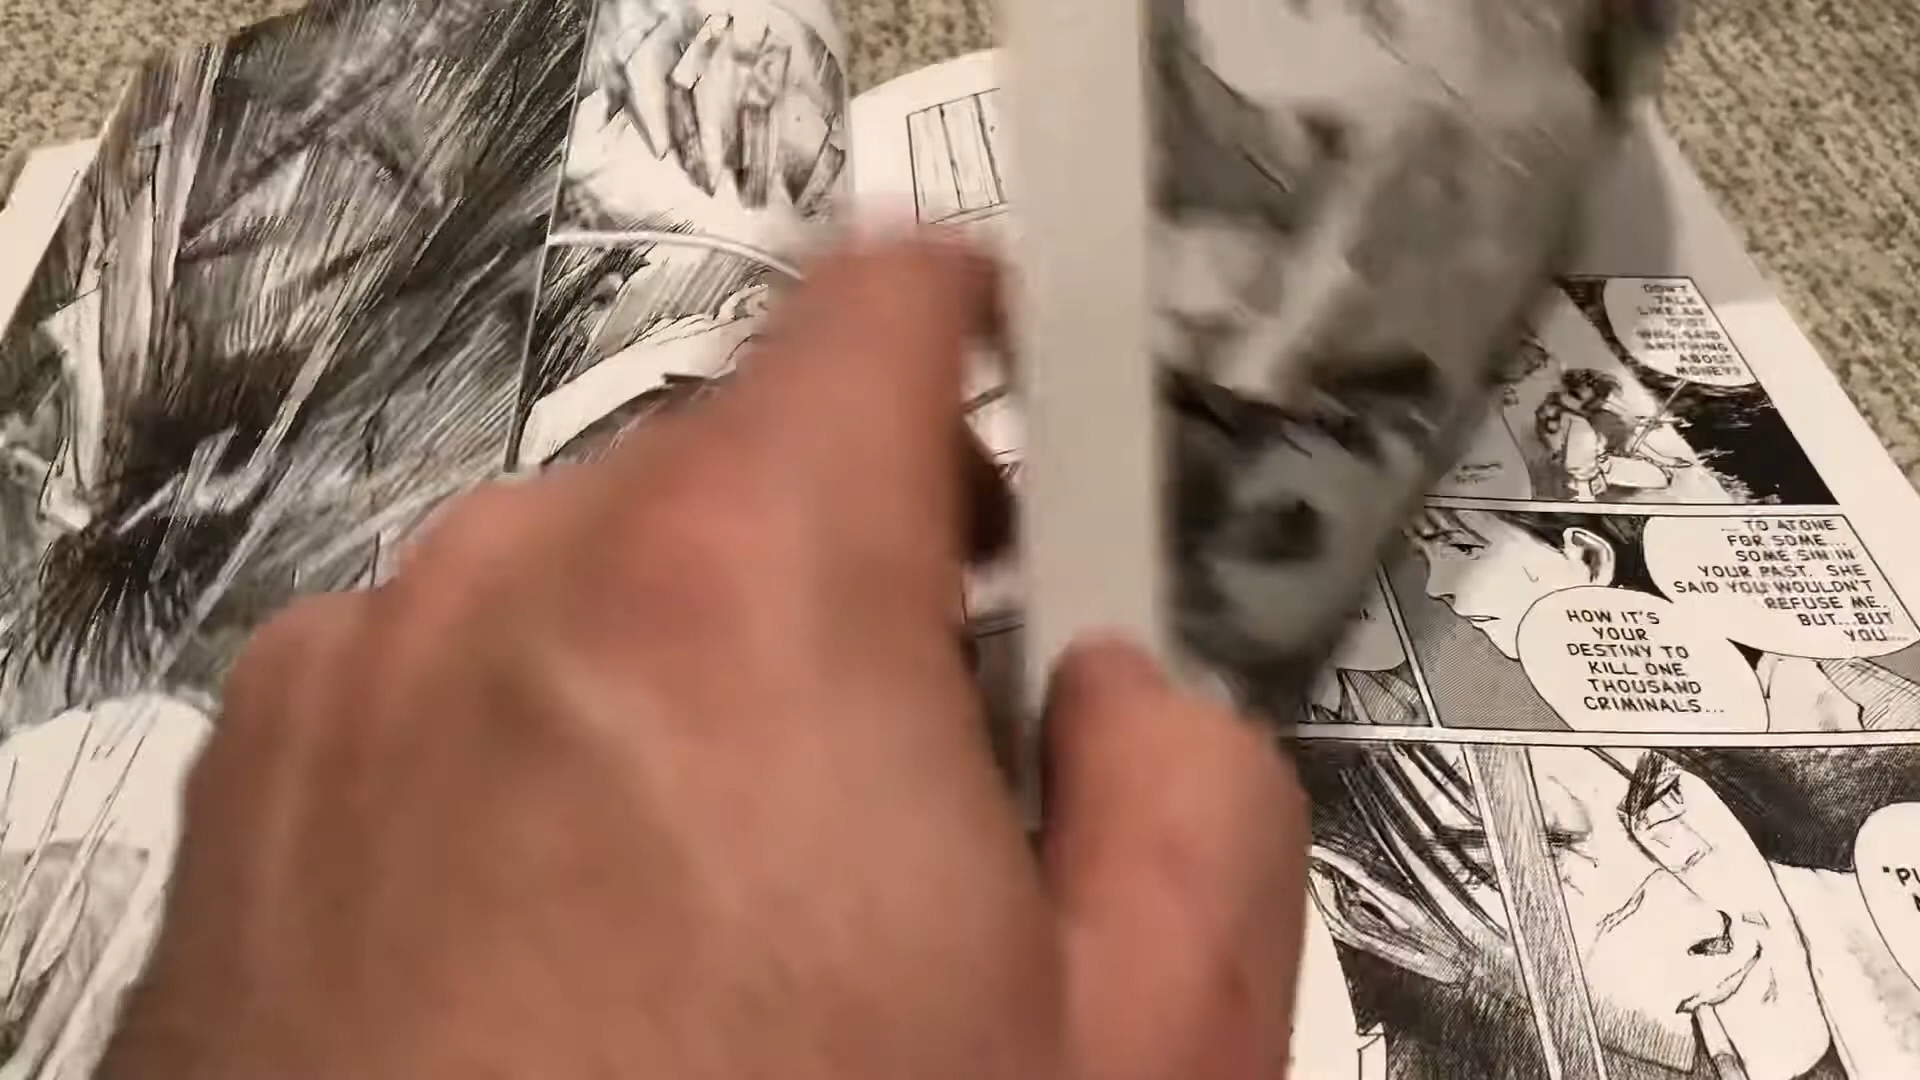 DON'T
TALK
LIKE AN
IDIOT.
WHO SAID
ANYTHING
ABOUT
MONEY?
... TO ATONE
FOR SOME...
SOME SIN IN
YOUR PAST. SHE
SAID YOU WOULDN'T
REFUSE ME.
BUT...BUT
YOU...
HOW IT'S
YOUR
DESTINY TO
KILL ONE
THOUSAND
CRIMINALS...